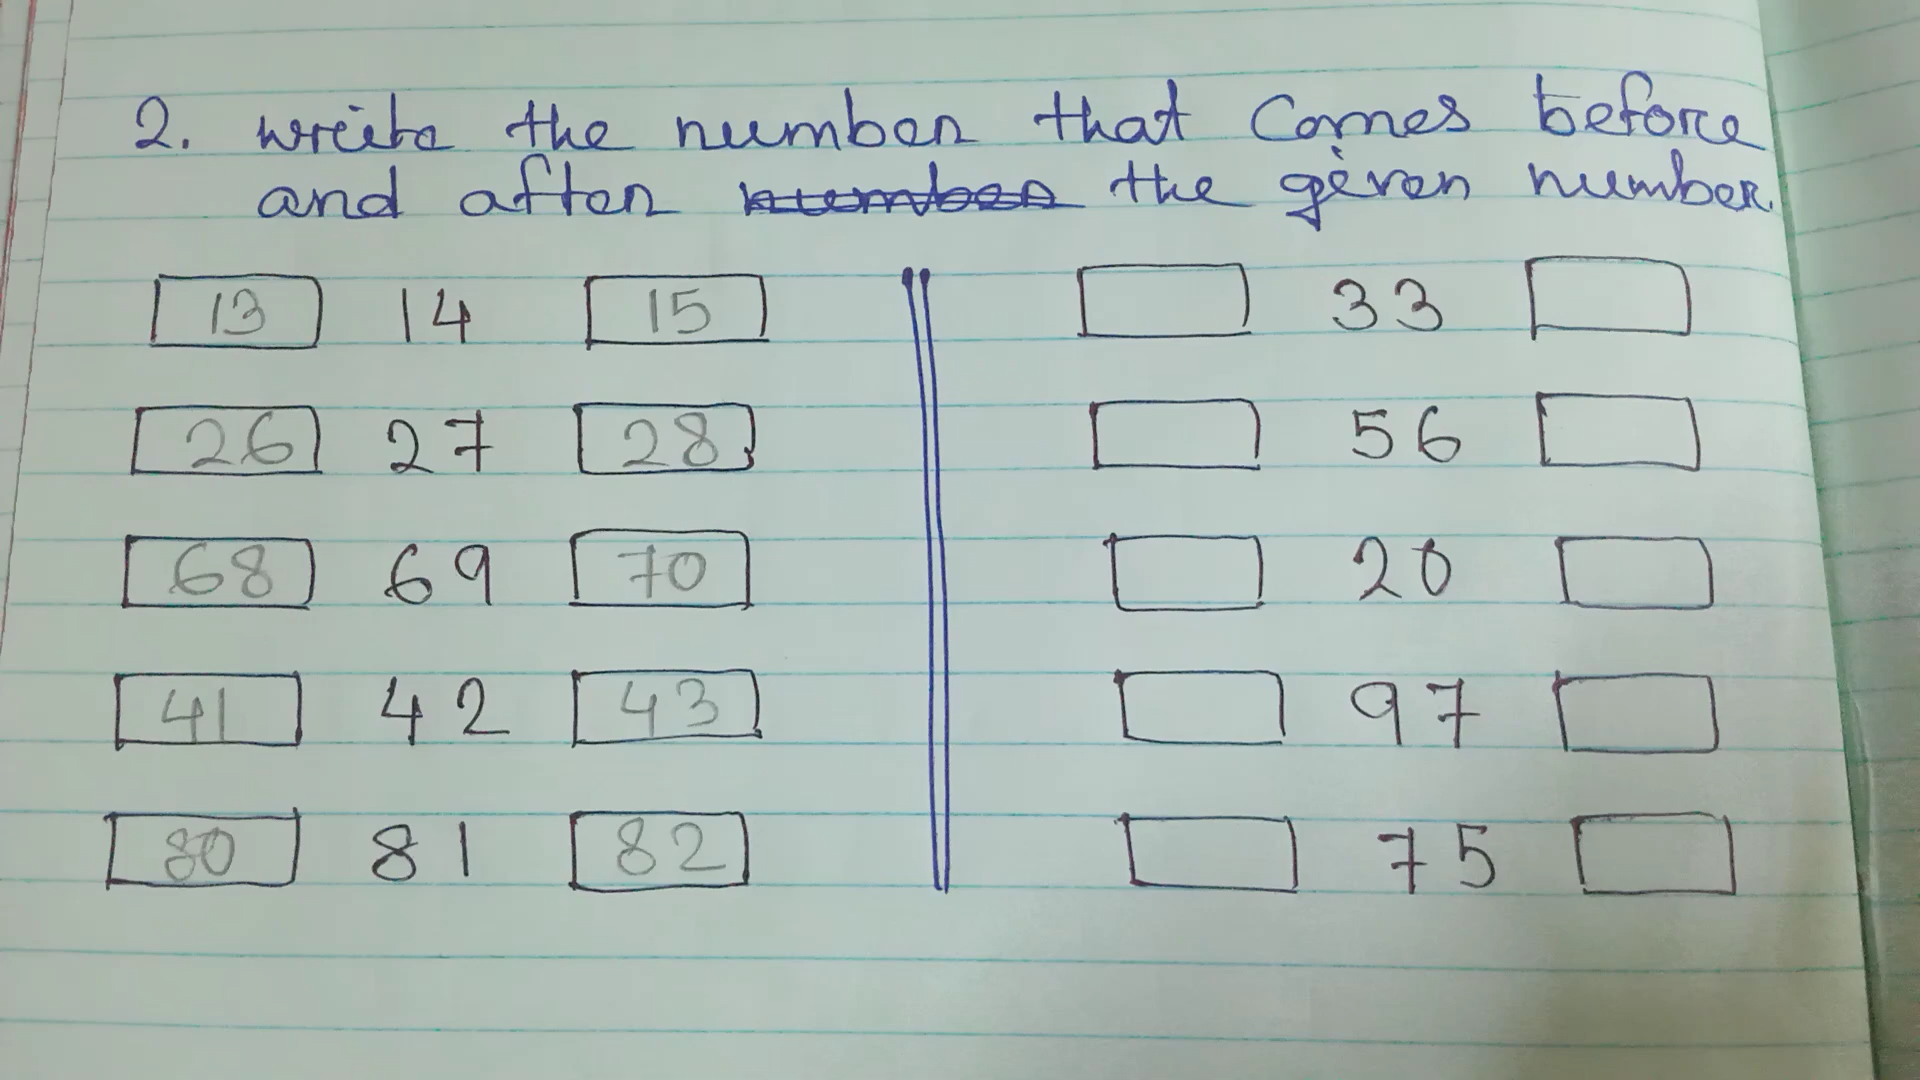 2. write the number that comes before
and after number the given number.
13 14 15 33
26 27 28 56
68 69 70 20
41 42 43 97
80 81 82 75